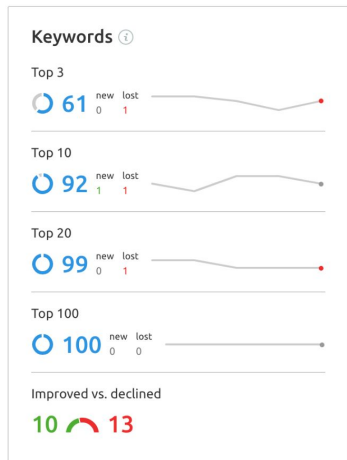 Keywords i
Top 3
61 new lost
0 1
Top 10
92 new lost
1 1
Top 20
99 new lost
0 1
Top 100
100 new lost
0 0
Improved vs. declined
10 13